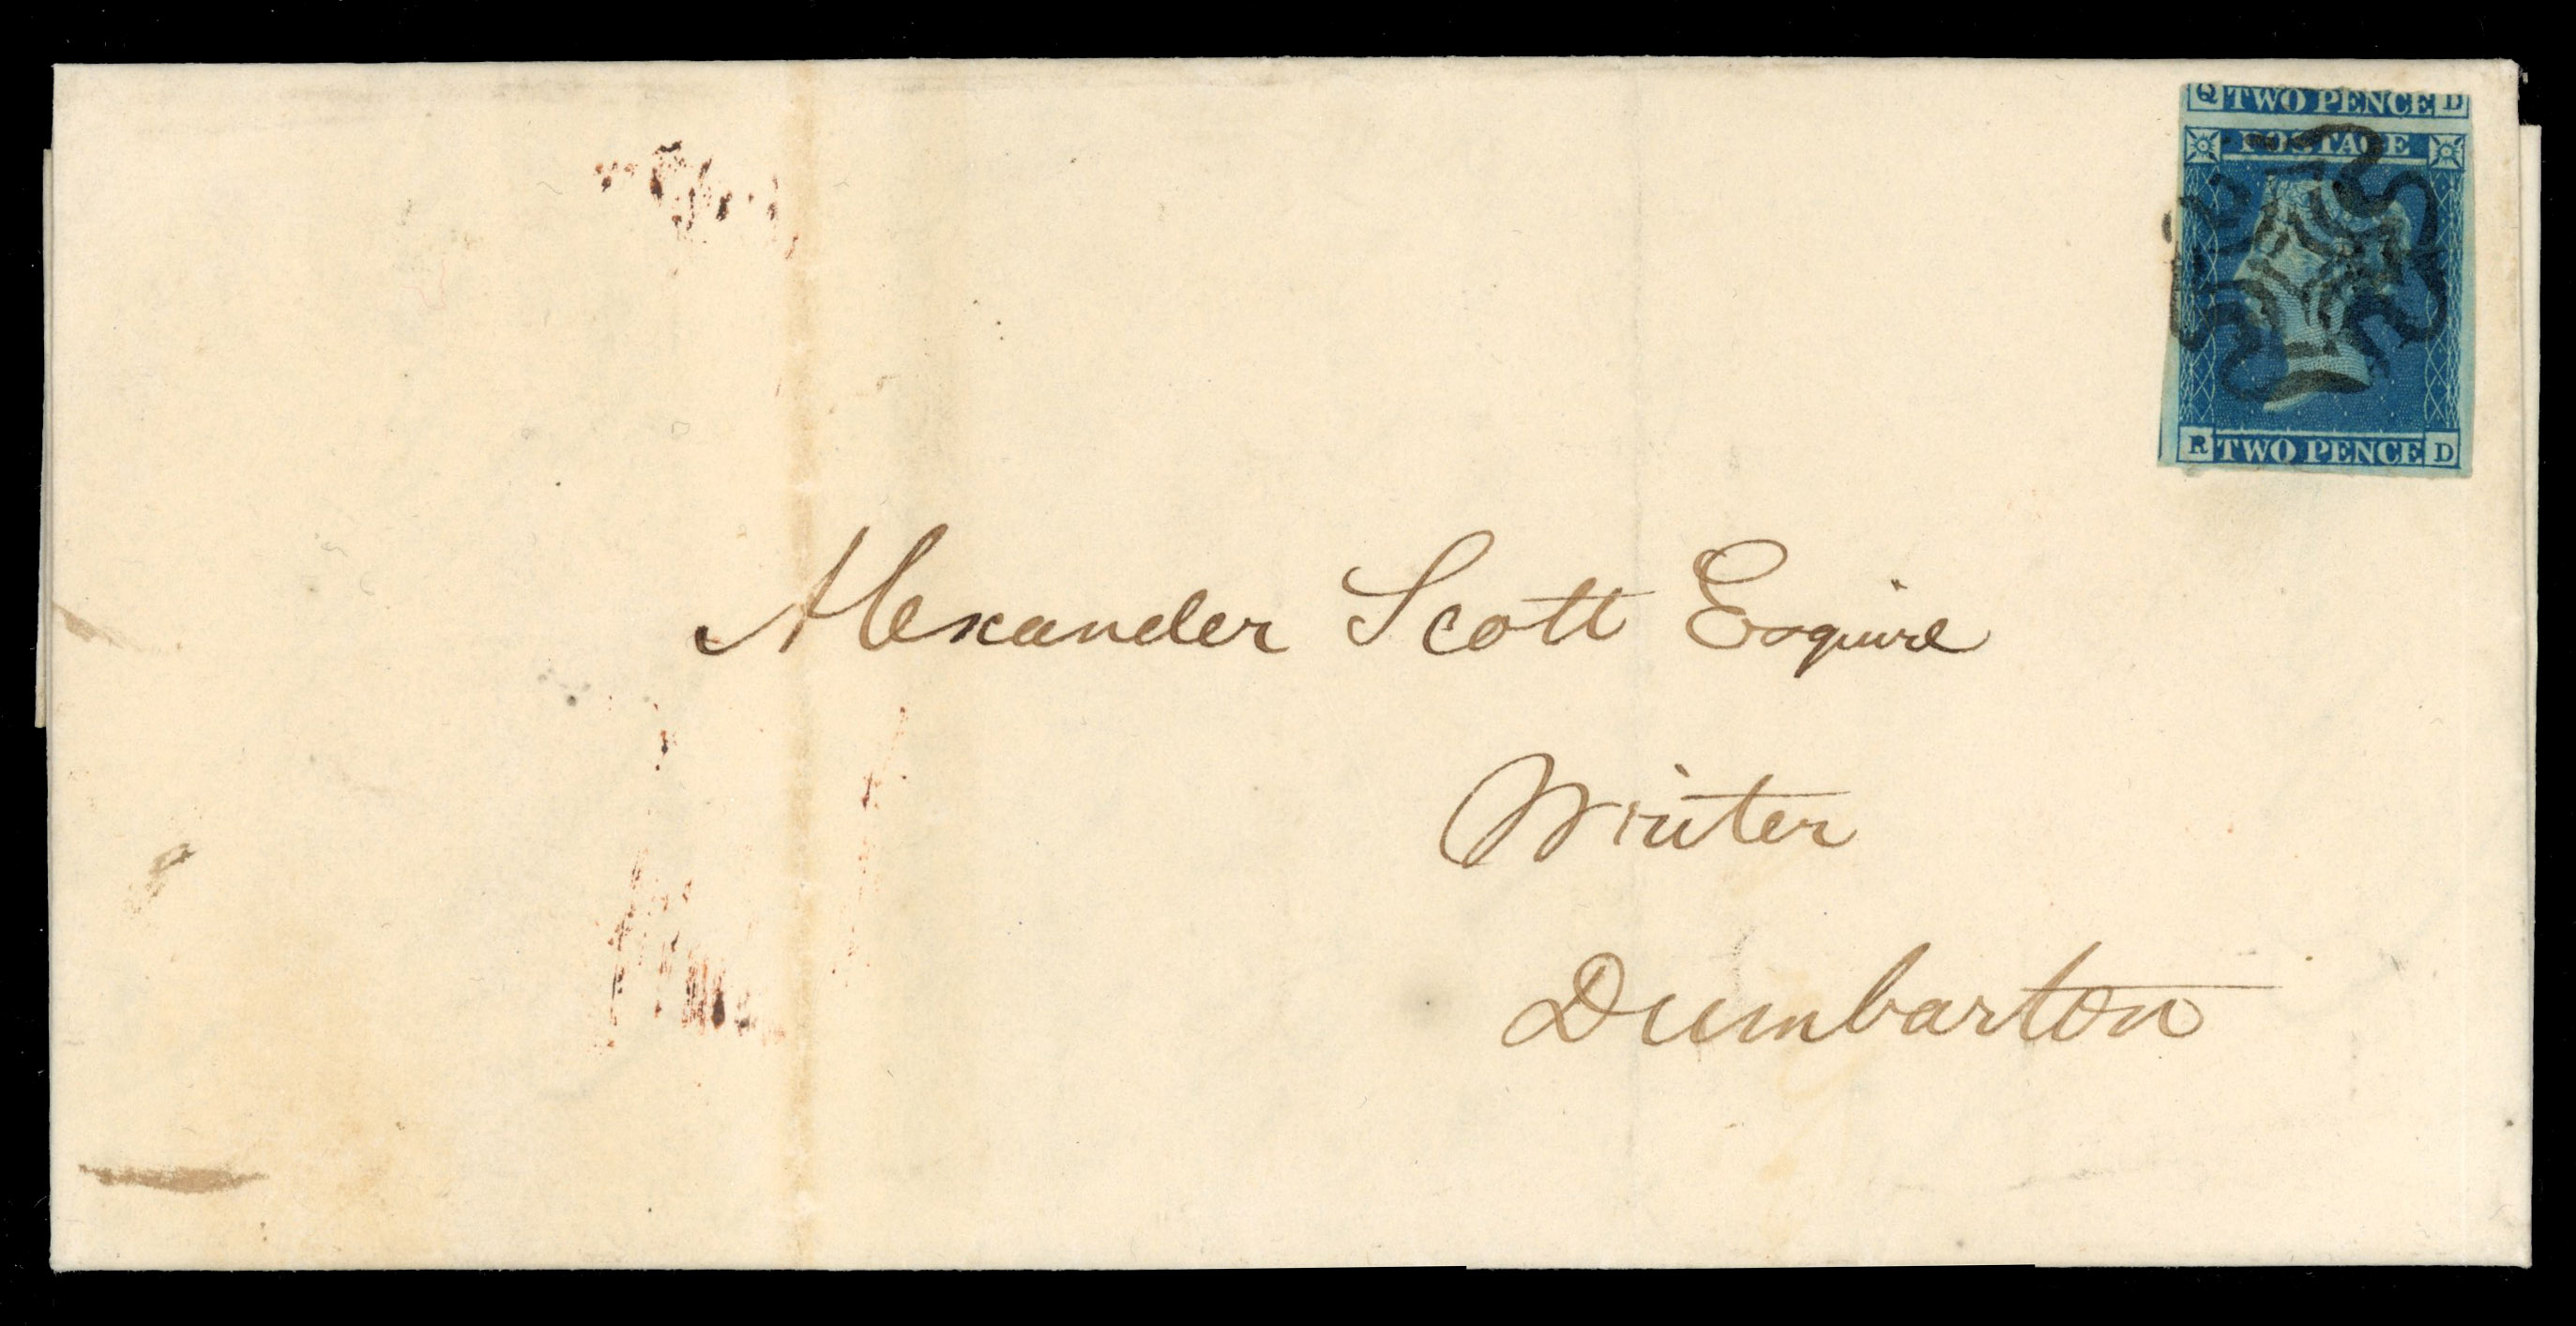 Q TWO PENCE D
POSTAGE
R TWO PENCE D
Alexander Scott Esquire
Writer
Dumbarton